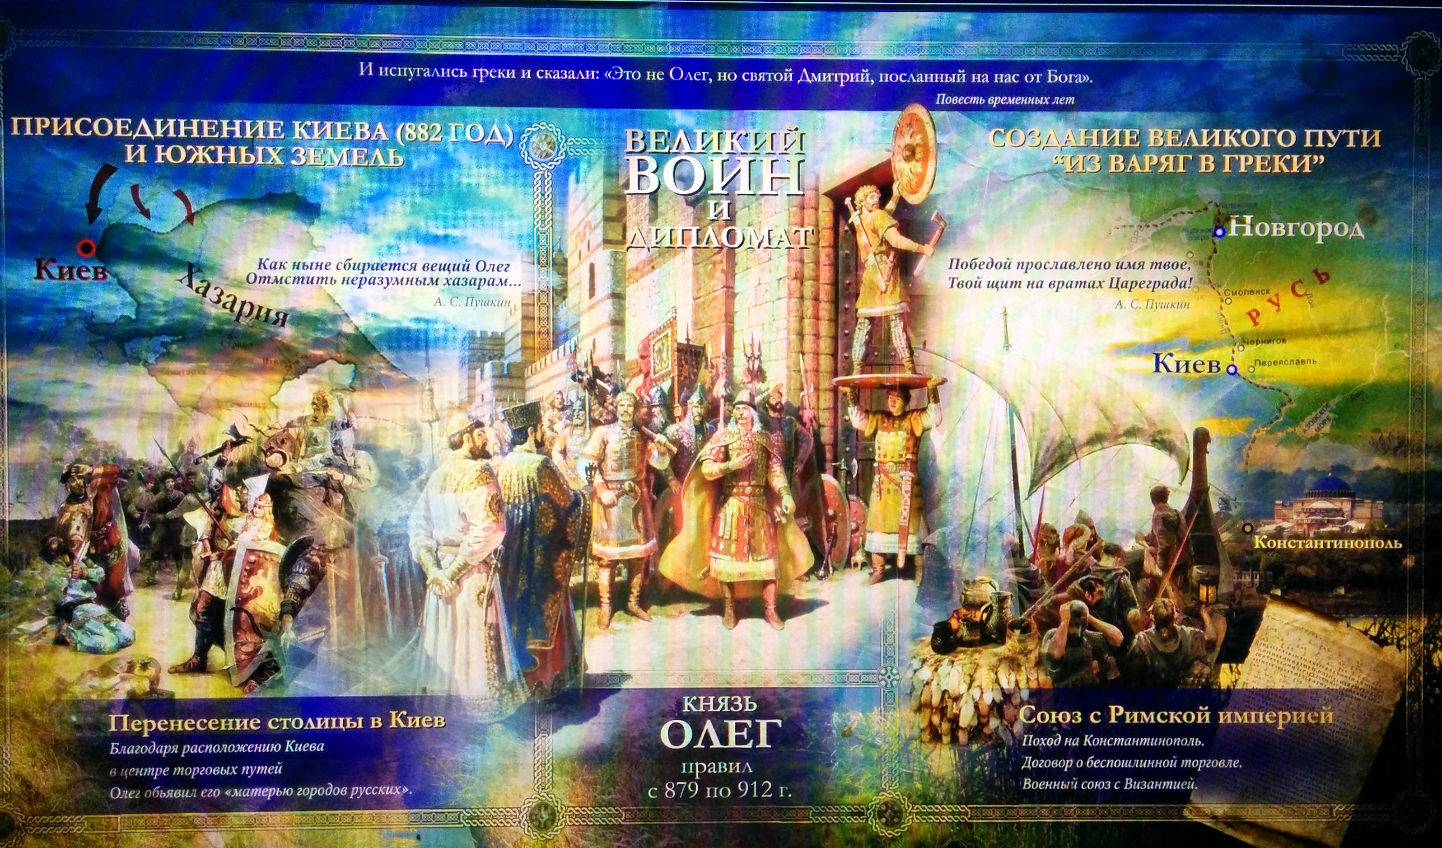 И испугались греки и сказали: «Это не Олег, но святой Дмитрий, посланный на нас от Бога».
Повесть временных лет
ПРИСОЕДИНЕНИЕ КИЕВА (882 ГОД)
И ЮЖНЫХ ЗЕМЕЛЬ
Киев
Хазария
Как ныне сбирается вещий Олег
Отмстить неразумным хазарам...
А. С. Пушкин
Перенесение столицы в Киев
Благодаря расположению Киева
в центре торговых путей
Олег объявил его «матерью городов русских».
ВЕЛИКИЙ
ВОИН
И
ДИПЛОМАТ
КНЯЗЬ
ОЛЕГ
правил
с 879 по 912 г.
СОЗДАНИЕ ВЕЛИКОГО ПУТИ
“ИЗ ВАРЯГ В ГРЕКИ”
Новгород
Победой прославлено имя твое,
Твой щит на вратах Цареграда!
А. С. Пушкин
Смоленск
РУСЬ
Чернигов
Киев
Переяславль
Константинополь
Союз с Римской империей
Поход на Константинополь.
Договор о беспошлинной торговле.
Военный союз с Византией.